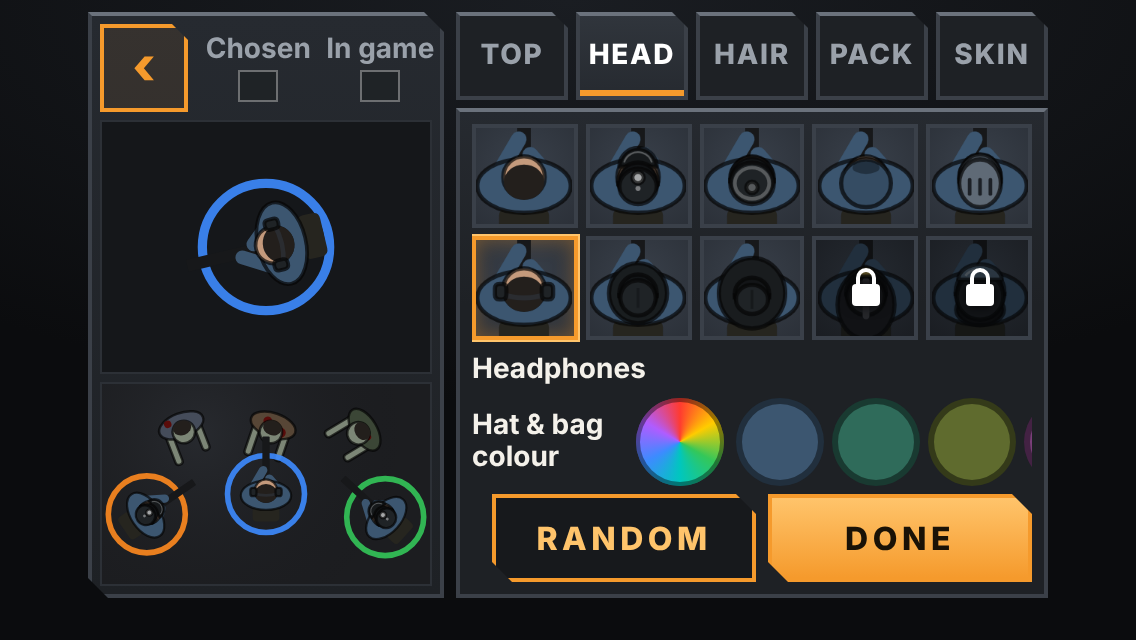 Chosen In game
TOP HEAD HAIR PACK SKIN
Headphones
Hat & bag
colour
RANDOM DONE